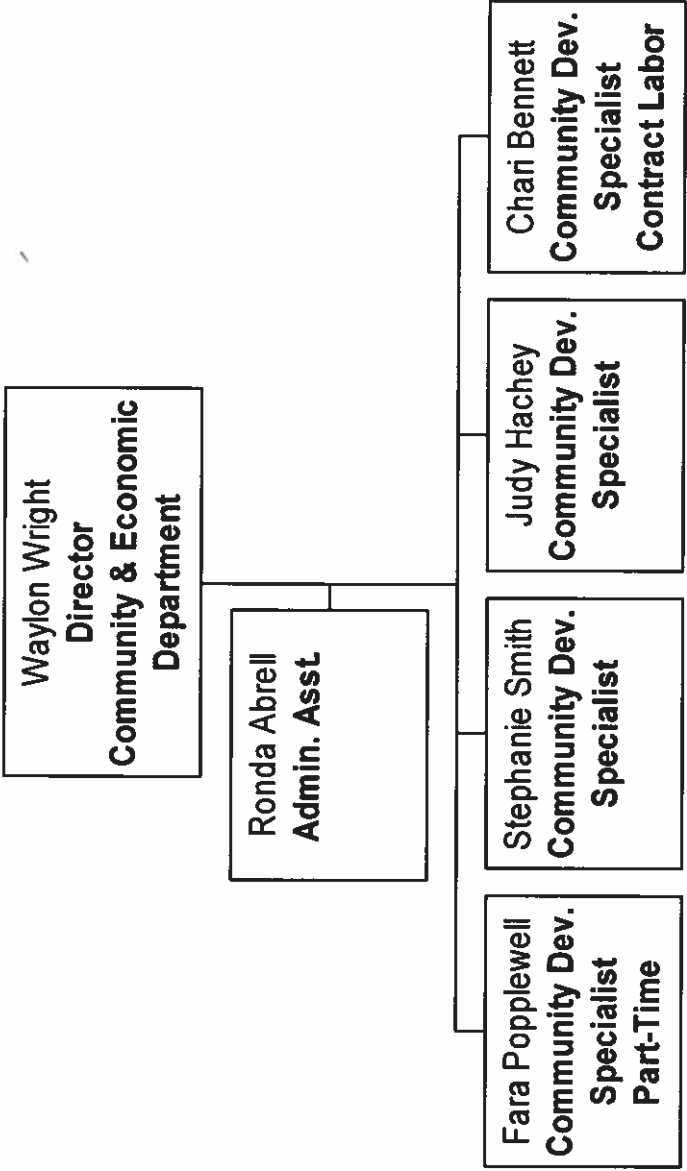 Waylon Wright
Director
Community & Economic
Department
Ronda Abrell
Admin. Asst.
Fara Popplewell
Community Dev.
Specialist
Part-Time
Stephanie Smith
Community Dev.
Specialist
Judy Hachey
Community Dev.
Specialist
Chari Bennett
Community Dev.
Specialist
Contract Labor